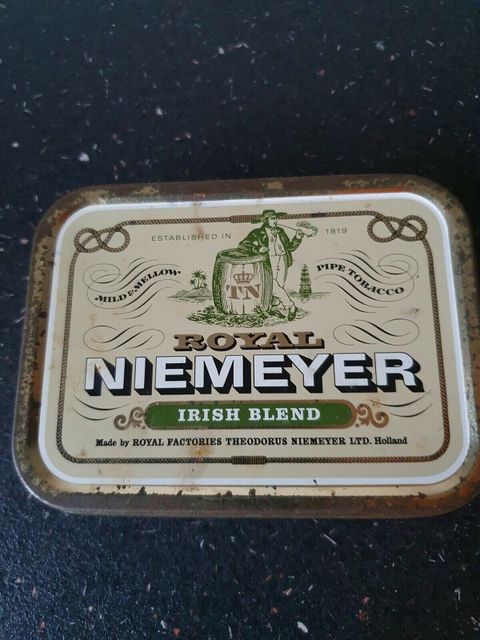 ESTABLISHED IN 1819
MILD & MELLOW PIPE TOBACCO
TN
ROYAL
NIEMEYER
IRISH BLEND
Made by ROYAL FACTORIES THEODORUS NIEMEYER LTD. Holland